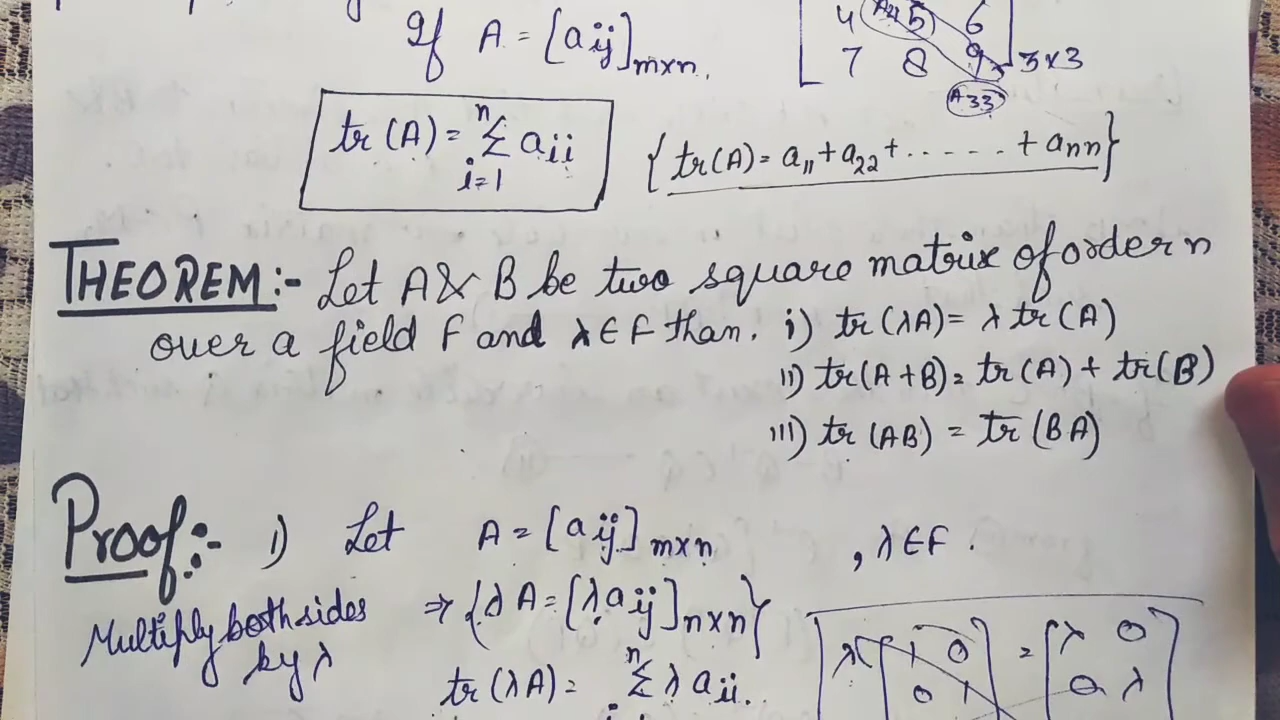 If A = [aij]m×n.
4 A22 5 6
7 8 9 3×3
A33
tr(A) = n Σ i=1 aii {tr(A) = a11 + a22 + ...... + ann}
THEOREM:- Let A & B be two square matrix of order n
over a field F and λ∈F than. i) tr(λA) = λ tr(A)
ii) tr(A+B) = tr(A) + tr(B)
iii) tr(AB) = tr(BA)
Proof:- i) Let A = [aij]m×n , λ∈F.
Multiply both sides ⇒ {λA = [λaij]n×n}
by λ
tr(λA) = n Σ λ aii.
λ [1 0 = [λ 0
0 1] 0 λ]